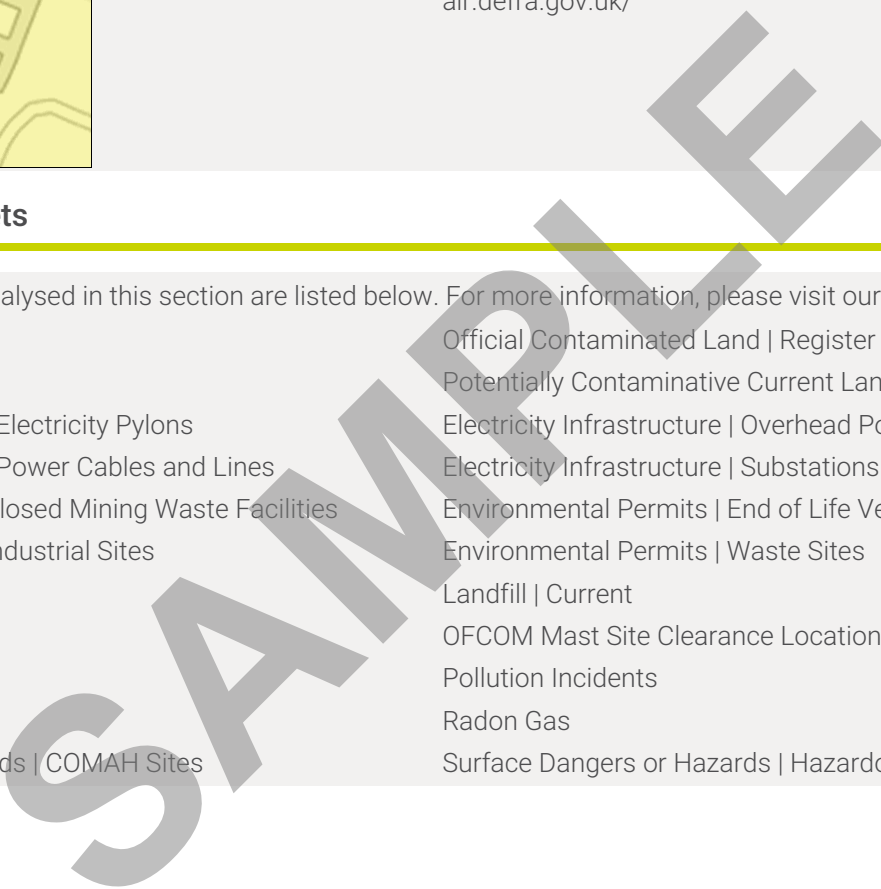 air.defra.gov.uk/
ts
alysed in this section are listed below. For more information, please visit our
Official Contaminated Land | Register
Potentially Contaminative Current Lan
Electricity Pylons
Electricity Infrastructure | Overhead Po
Power Cables and Lines
Electricity Infrastructure | Substations
losed Mining Waste Facilities
Environmental Permits | End of Life Ve
ndustrial Sites
Environmental Permits | Waste Sites
Landfill | Current
OFCOM Mast Site Clearance Location
Pollution Incidents
Radon Gas
ds | COMAH Sites
Surface Dangers or Hazards | Hazardo
SAMPLE